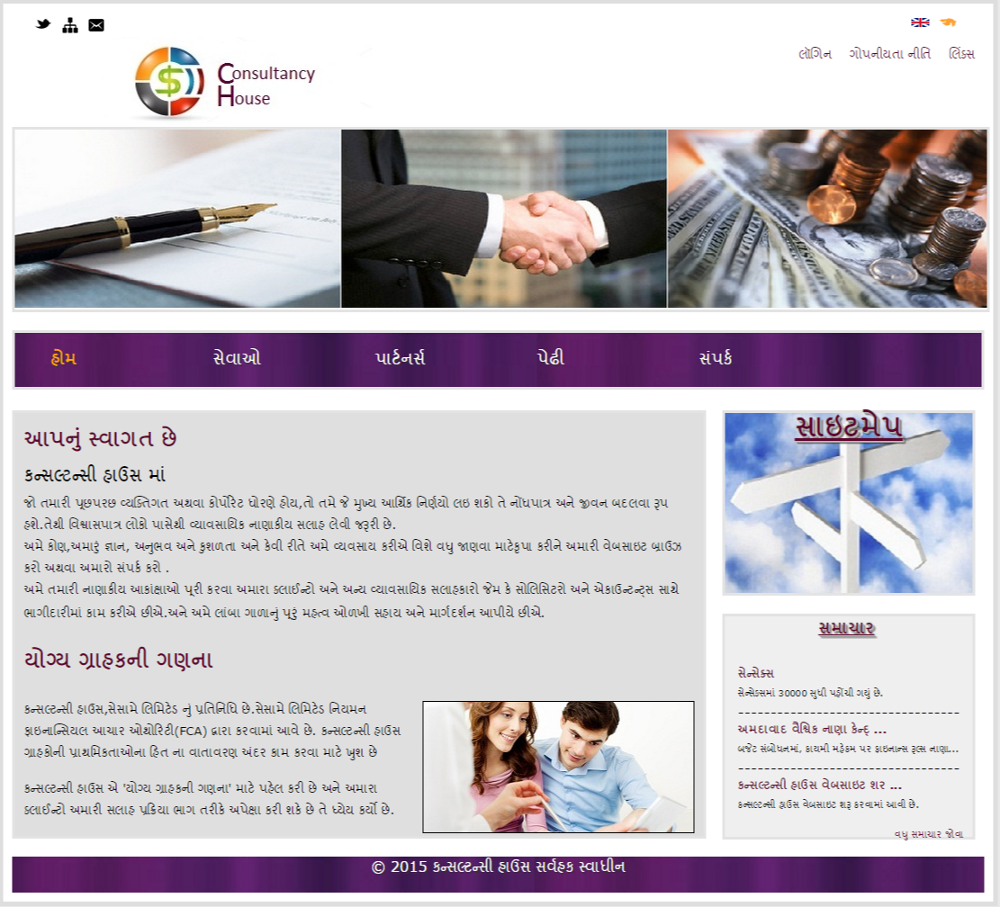 લૉગિન ગોપનીયતા નીતિ લિંક્સ
Consultancy
House
હોમ સેવાઓ પાર્ટનર્સ પેઢી સંપર્ક
આપનું સ્વાગત છે
કન્સલ્ટન્સી હાઉસ માં
જો તમારી પૂછપરછ વ્યક્તિગત અથવા કોર્પોરેટ ધોરણે હોય,તો તમે જે મુખ્ય આર્થિક નિર્ણયો લઇ શકો તે નોંધપાત્ર અને જીવન બદલવા રૂપ
હશે.તેથી વિશ્વાસપાત્ર લોકો પાસેથી વ્યાવસાયિક નાણાકીય સલાહ લેવી જરૂરી છે.
અમે કોણ,અમારું જ્ઞાન, અનુભવ અને કુશળતા અને કેવી રીતે અમે વ્યવસાય કરીએ વિશે વધુ જાણવા માટેકૃપા કરીને અમારી વેબસાઇટ બ્રાઉઝ
કરો અથવા અમારો સંપર્ક કરો .
અમે તમારી નાણાકીય આકાંક્ષાઓ પૂરી કરવા અમારા ક્લાઈન્ટો અને અન્ય વ્યાવસાયિક સલાહકારો જેમ કે સૉલિસિટરો અને એકાઉન્ટન્ટ્સ સાથે
ભાગીદારીમાં કામ કરીએ છીએ.અને અમે લાંબા ગાળાનું પૂરું મહત્વ ઓળખી સહાય અને માર્ગદર્શન આપીયે છીએ.
યોગ્ય ગ્રાહકની ગણના
કન્સલ્ટન્સી હાઉસ,સેસામે લિમિટેડ નું પ્રતિનિધિ છે.સેસામે લિમિટેડ નિયમન
ફાઇનાન્સિયલ આચાર ઓથોરિટી(FCA) દ્વારા કરવામાં આવે છે. કન્સલ્ટન્સી હાઉસ
ગ્રાહકોની પ્રાથમિકતાઓના હિત ના વાતાવરણ અંદર કામ કરવા માટે ખુશ છે
કન્સલ્ટન્સી હાઉસ એ 'યોગ્ય ગ્રાહકની ગણના' માટે પહેલ કરી છે અને અમારા
ક્લાઈન્ટો અમારી સલાહ પ્રક્રિયા ભાગ તરીકે અપેક્ષા કરી શકે છે તે ધ્યેય કર્યો છે.
સાઇટમેપ
સમાચાર
સેન્સેક્સ
સેન્સેક્સમાં 30000 સુધી પહોંચી ગયું છે.
અમદાવાદ વૈશ્વિક નાણા કેન્દ્ ...
બજેટ સંબોધનમાં, કાયમી મહેકમ પર ફાઇનાન્સ રૂલ્સ નાણા...
કન્સલ્ટન્સી હાઉસ વેબસાઇટ શર ...
કન્સલ્ટન્સી હાઉસ વેબસાઇટ શરૂ કરવામાં આવી છે.
વધુ સમાચાર જોવા
© 2015 કન્સલ્ટન્સી હાઉસ સર્વહક સ્વાધીન